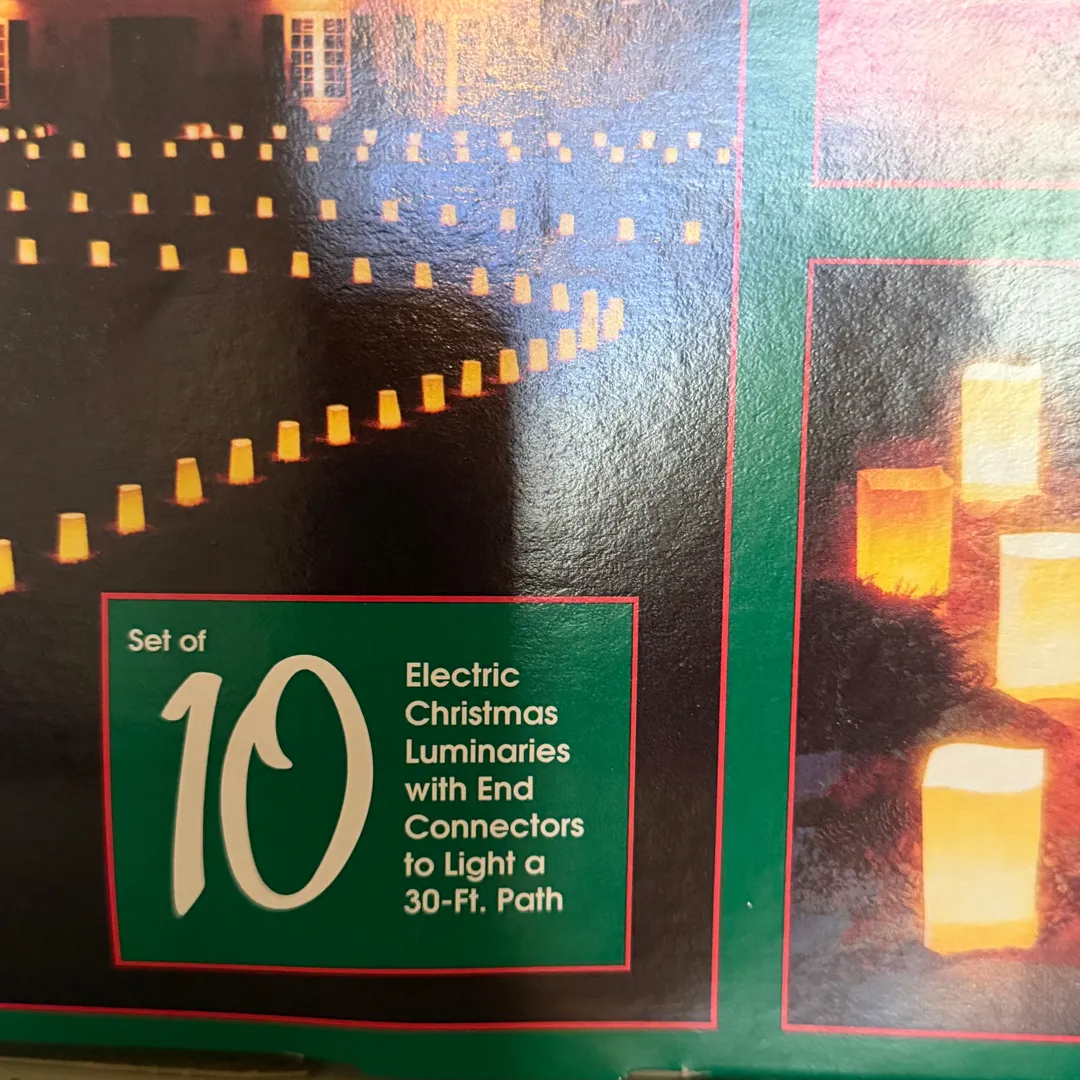 Set of
10
Electric
Christmas
Luminaries
with End
Connectors
to Light a
30-Ft. Path